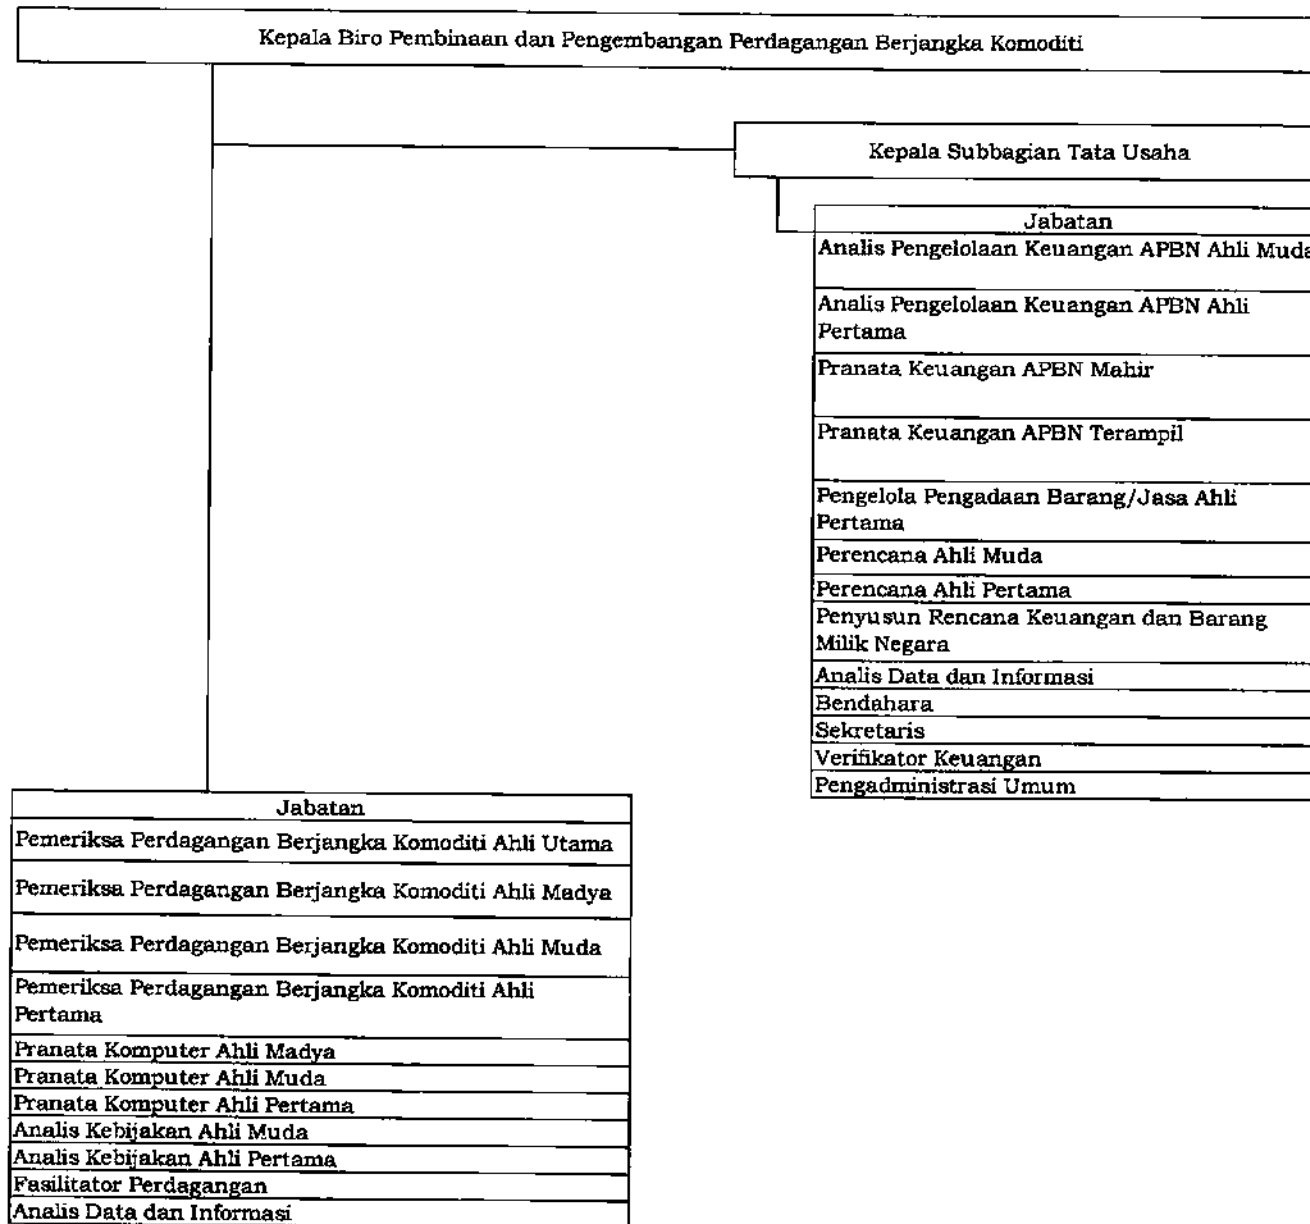 Kepala Biro Pembinaan dan Pengembangan Perdagangan Berjangka Komoditi
Kepala Subbagian Tata Usaha
Jabatan
Analis Pengelolaan Keuangan APBN Ahli Muda
Analis Pengelolaan Keuangan APBN Ahli
Pertama
Pranata Keuangan APBN Mahir
Pranata Keuangan APBN Terampil
Pengelola Pengadaan Barang/Jasa Ahli
Pertama
Perencana Ahli Muda
Perencana Ahli Pertama
Penyusun Rencana Keuangan dan Barang
Milik Negara
Analis Data dan Informasi
Bendahara
Sekretaris
Verifikator Keuangan
Pengadministrasi Umum
Jabatan
Pemeriksa Perdagangan Berjangka Komoditi Ahli Utama
Pemeriksa Perdagangan Berjangka Komoditi Ahli Madya
Pemeriksa Perdagangan Berjangka Komoditi Ahli Muda
Pemeriksa Perdagangan Berjangka Komoditi Ahli
Pertama
Pranata Komputer Ahli Madya
Pranata Komputer Ahli Muda
Pranata Komputer Ahli Pertama
Analis Kebijakan Ahli Muda
Analis Kebijakan Ahli Pertama
Fasilitator Perdagangan
Analis Data dan Informasi